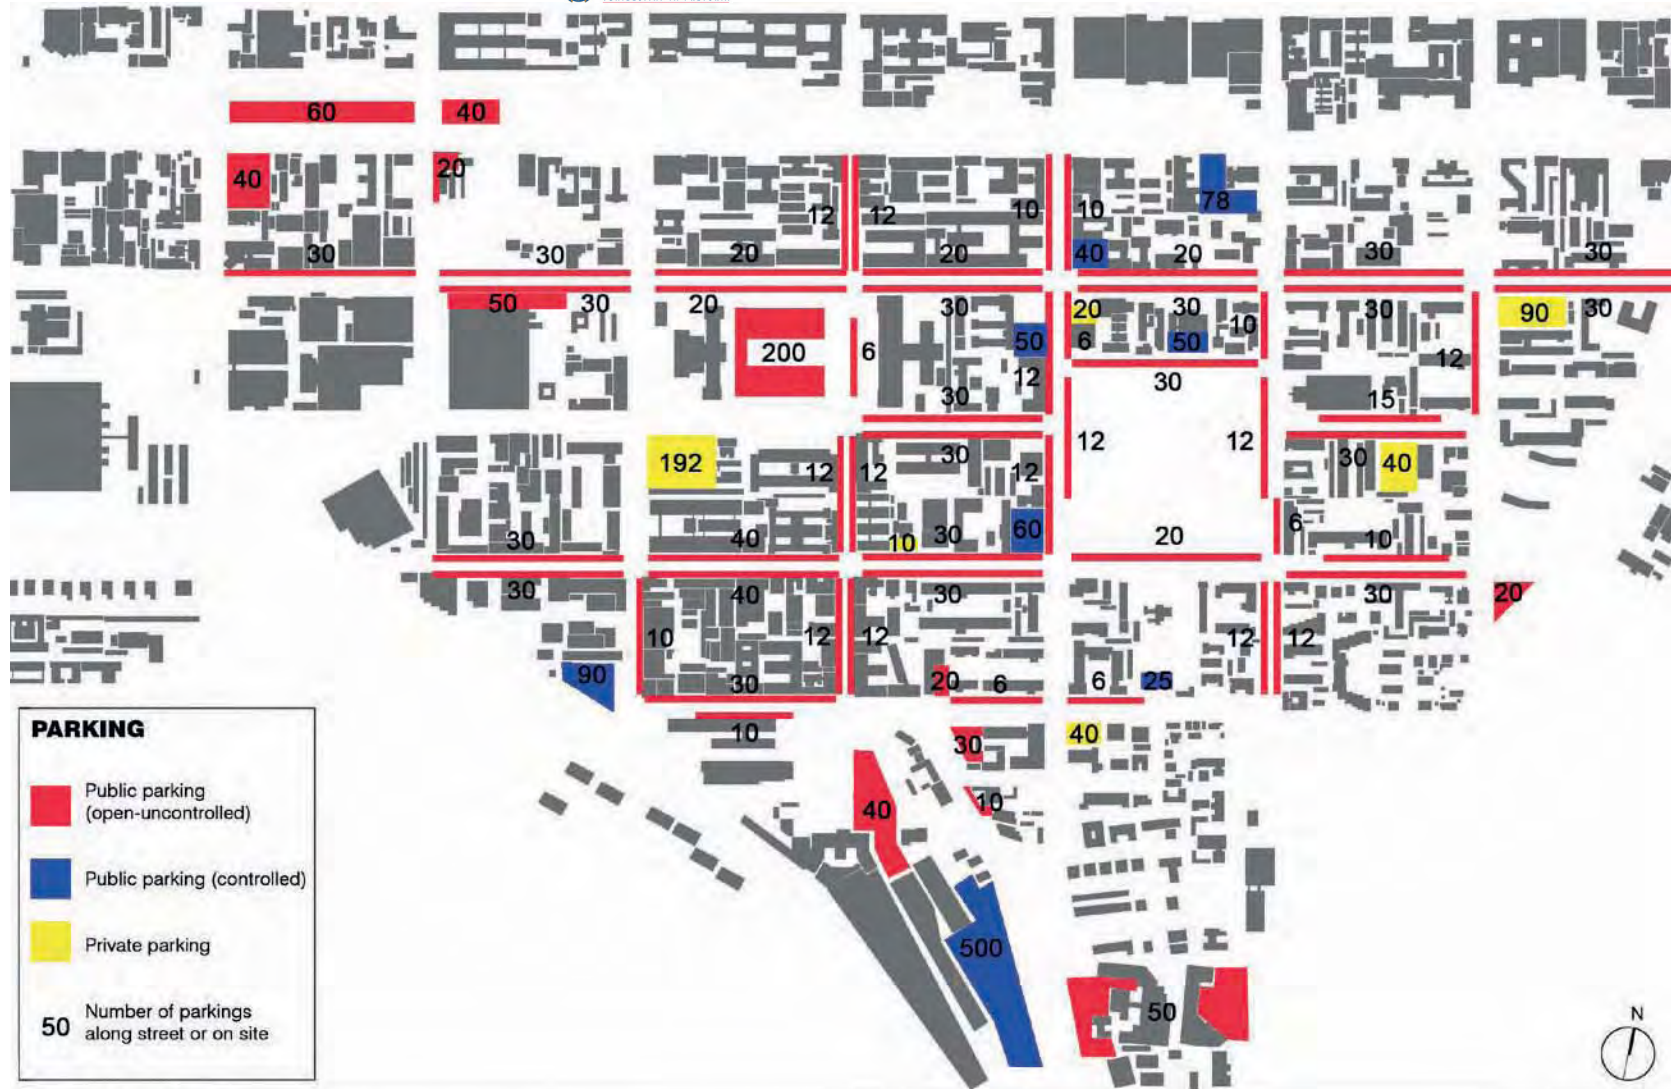 60 40
40 20
12 12 10 10 78
30 30 20 20 40 20 30 30
50 30 20 30 20 30 10 30 90 30
200 6 50 6 50 12
12 30
30 15
192 12 12 30 12 12 12 30 40
30 40 10 30 60 20 6 10
30 40 30 30 20
10 12 12 12 12
90 30 20 6 6 25
10 30 40
40 10
500
50
PARKING
Public parking
(open-uncontrolled)
Public parking (controlled)
Private parking
50 Number of parkings
along street or on site
N